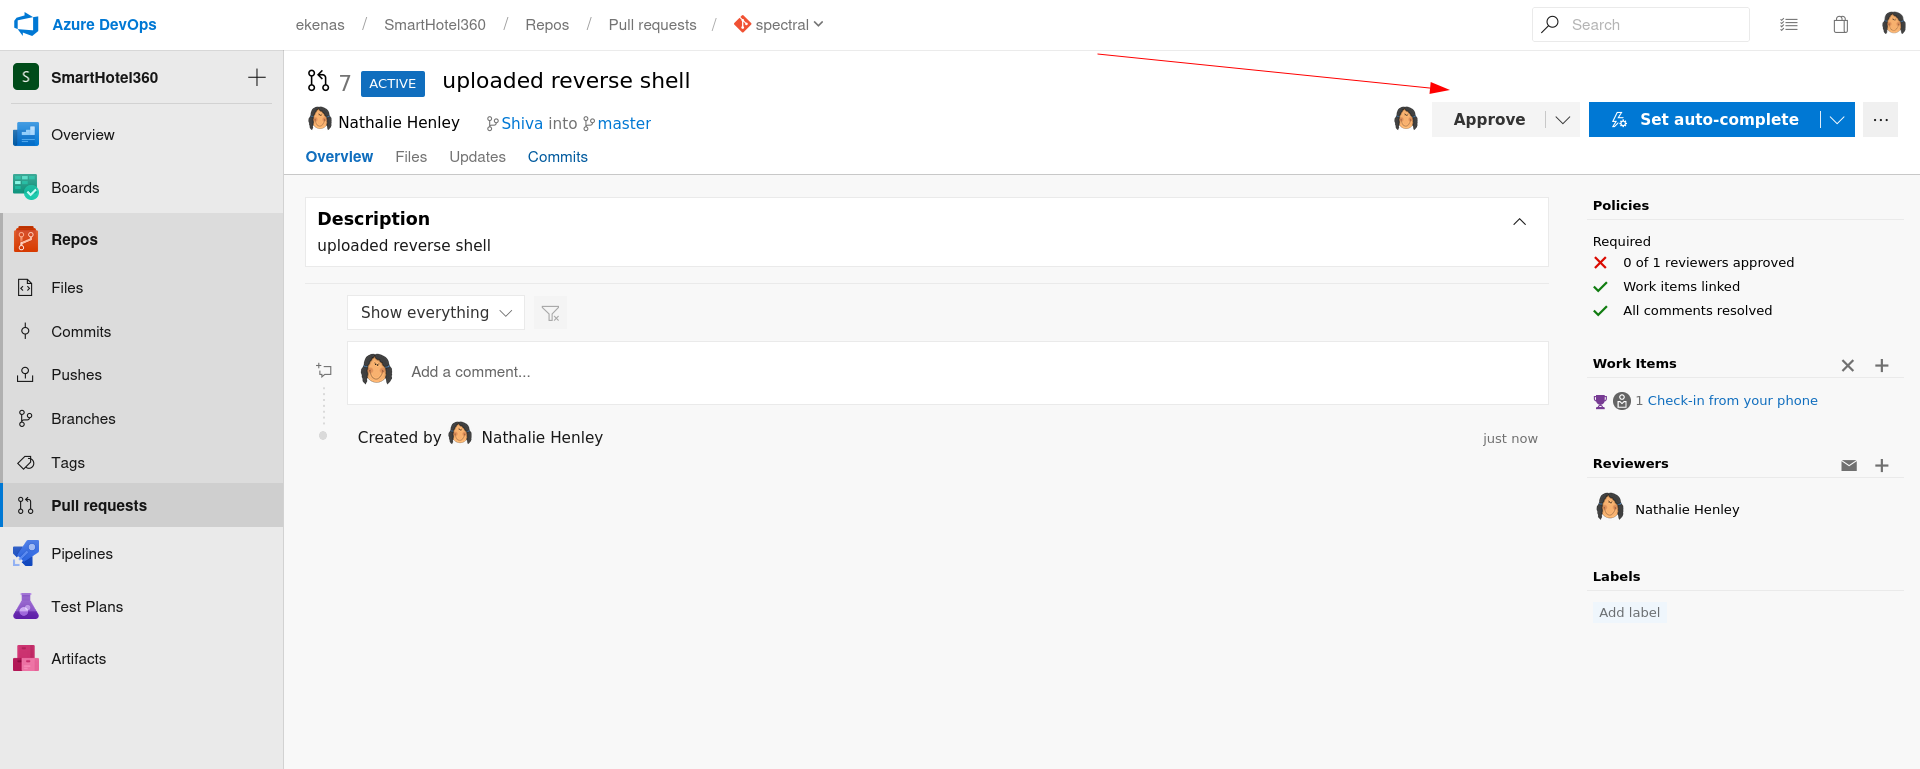 Azure DevOps
ekenas / SmartHotel360 / Repos / Pull requests / spectral
Search
S SmartHotel360
Overview
Boards
Repos
Files
Commits
Pushes
Branches
Tags
Pull requests
Pipelines
Test Plans
Artifacts
7 ACTIVE uploaded reverse shell
Nathalie Henley Shiva into master
Approve Set auto-complete ...
Overview Files Updates Commits
Description
uploaded reverse shell
Show everything
Add a comment...
Created by Nathalie Henley just now
Policies
Required
0 of 1 reviewers approved
Work items linked
All comments resolved
Work Items
1 Check-in from your phone
Reviewers
Nathalie Henley
Labels
Add label